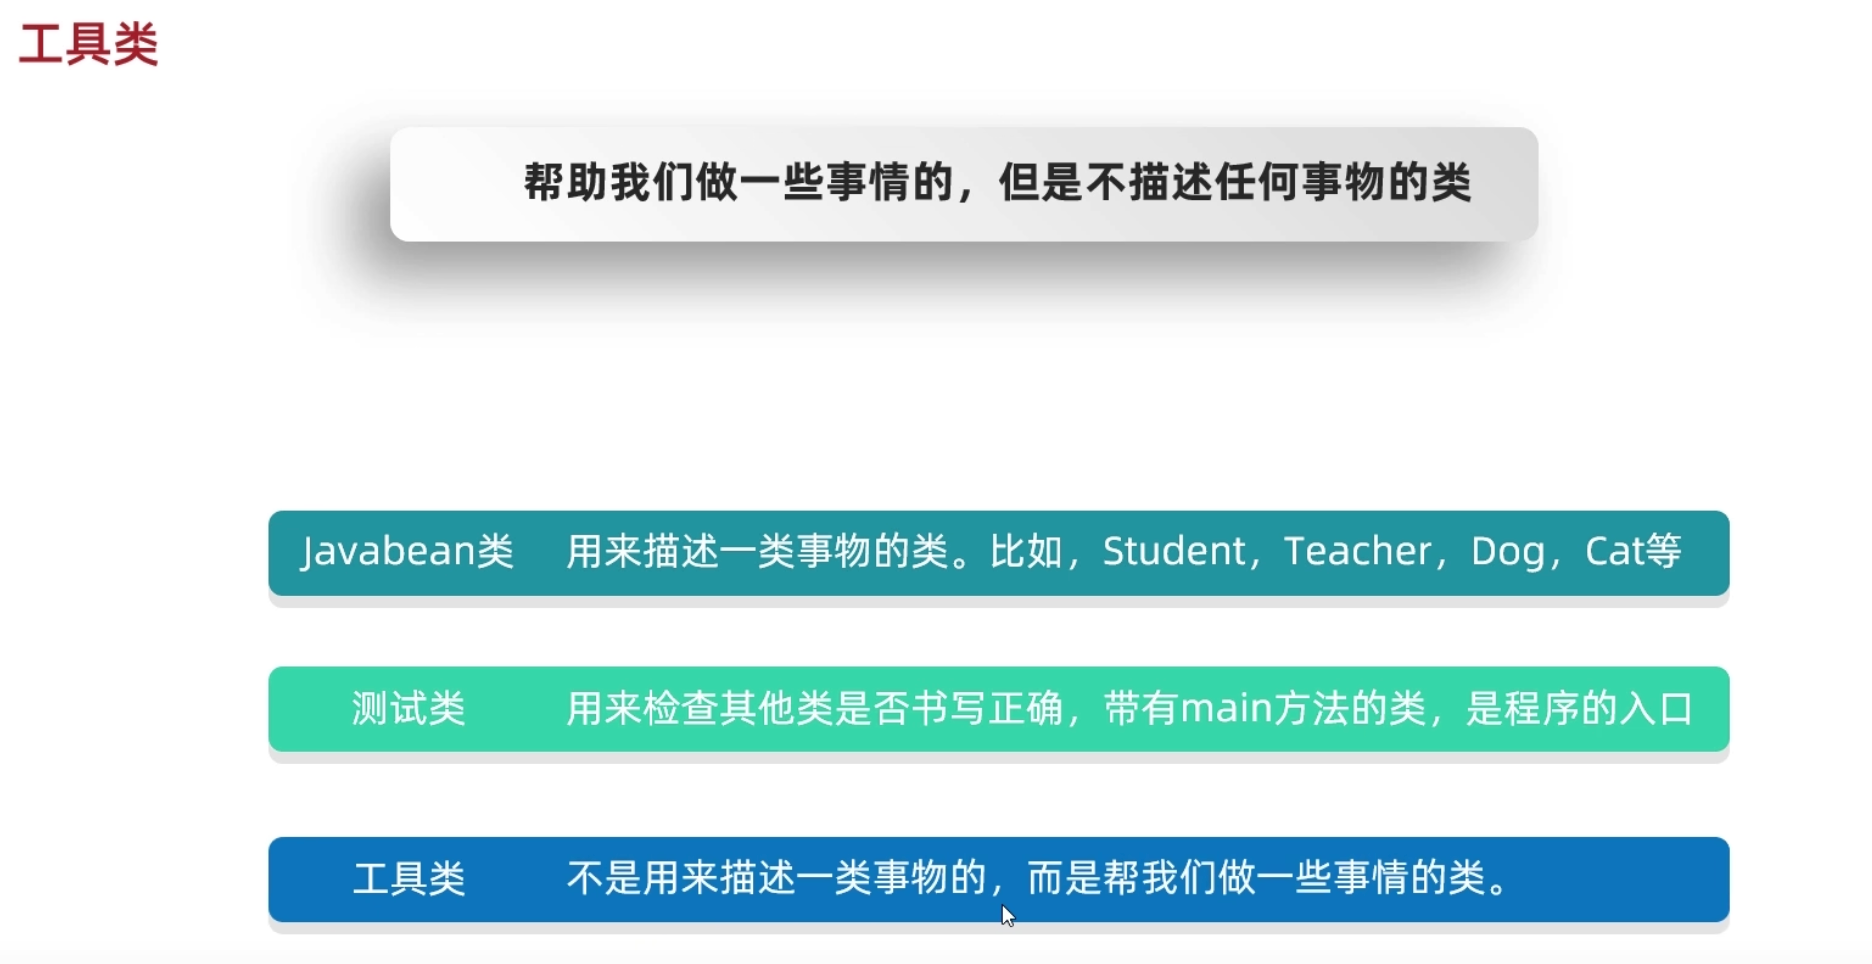 工具类
帮助我们做一些事情的，但是不描述任何事物的类
Javabean类 用来描述一类事物的类。比如，Student，Teacher，Dog，Cat等
测试类 用来检查其他类是否书写正确，带有main方法的类，是程序的入口
工具类 不是用来描述一类事物的，而是帮我们做一些事情的类。